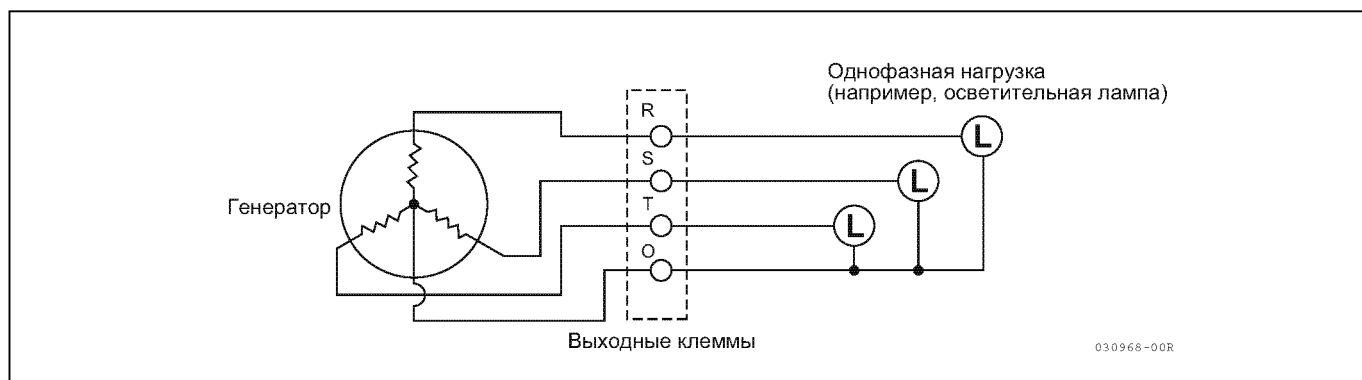 Однофазная нагрузка
(например, осветительная лампа)
R
L
S
L
Генератор
T
L
O
Выходные клеммы
030968-00R